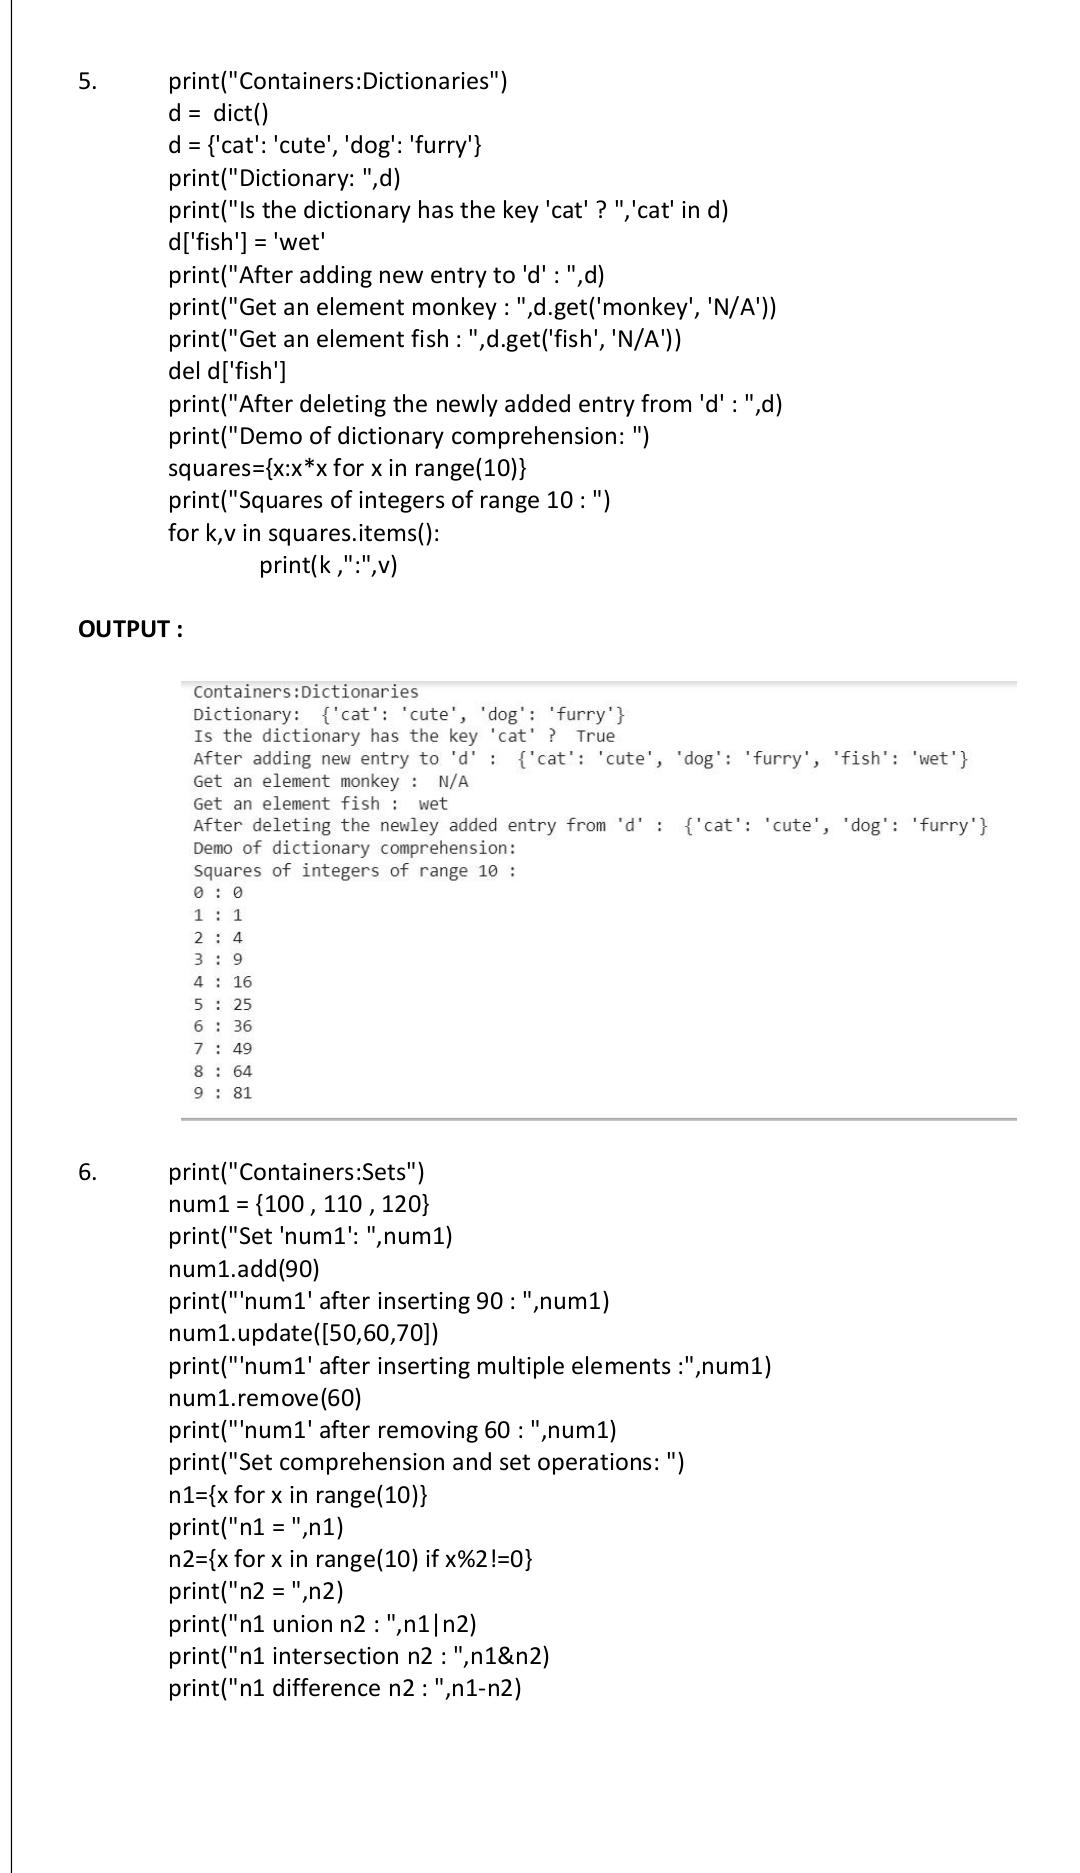 5. print("Containers:Dictionaries")
d =  dict()
d = {'cat': 'cute', 'dog': 'furry'}
print("Dictionary: ",d)
print("Is the dictionary has the key 'cat' ? ",'cat' in d)
d['fish'] = 'wet'
print("After adding new entry to 'd' : ",d)
print("Get an element monkey : ",d.get('monkey', 'N/A'))
print("Get an element fish : ",d.get('fish', 'N/A'))
del d['fish']
print("After deleting the newly added entry from 'd' : ",d)
print("Demo of dictionary comprehension: ")
squares={x:x*x for x in range(10)}
print("Squares of integers of range 10 : ")
for k,v in squares.items():
print(k ,":",v)
OUTPUT :
Containers:Dictionaries
Dictionary:  {'cat': 'cute', 'dog': 'furry'}
Is the dictionary has the key 'cat' ?  True
After adding new entry to 'd' :  {'cat': 'cute', 'dog': 'furry', 'fish': 'wet'}
Get an element monkey :  N/A
Get an element fish :  wet
After deleting the newley added entry from 'd' :  {'cat': 'cute', 'dog': 'furry'}
Demo of dictionary comprehension:
Squares of integers of range 10 :
0 : 0
1 : 1
2 : 4
3 : 9
4 : 16
5 : 25
6 : 36
7 : 49
8 : 64
9 : 81
6. print("Containers:Sets")
num1 = {100 , 110 , 120}
print("Set 'num1': ",num1)
num1.add(90)
print("'num1' after inserting 90 : ",num1)
num1.update([50,60,70])
print("'num1' after inserting multiple elements :",num1)
num1.remove(60)
print("'num1' after removing 60 : ",num1)
print("Set comprehension and set operations: ")
n1={x for x in range(10)}
print("n1 = ",n1)
n2={x for x in range(10) if x%2!=0}
print("n2 = ",n2)
print("n1 union n2 : ",n1|n2)
print("n1 intersection n2 : ",n1&n2)
print("n1 difference n2 : ",n1-n2)